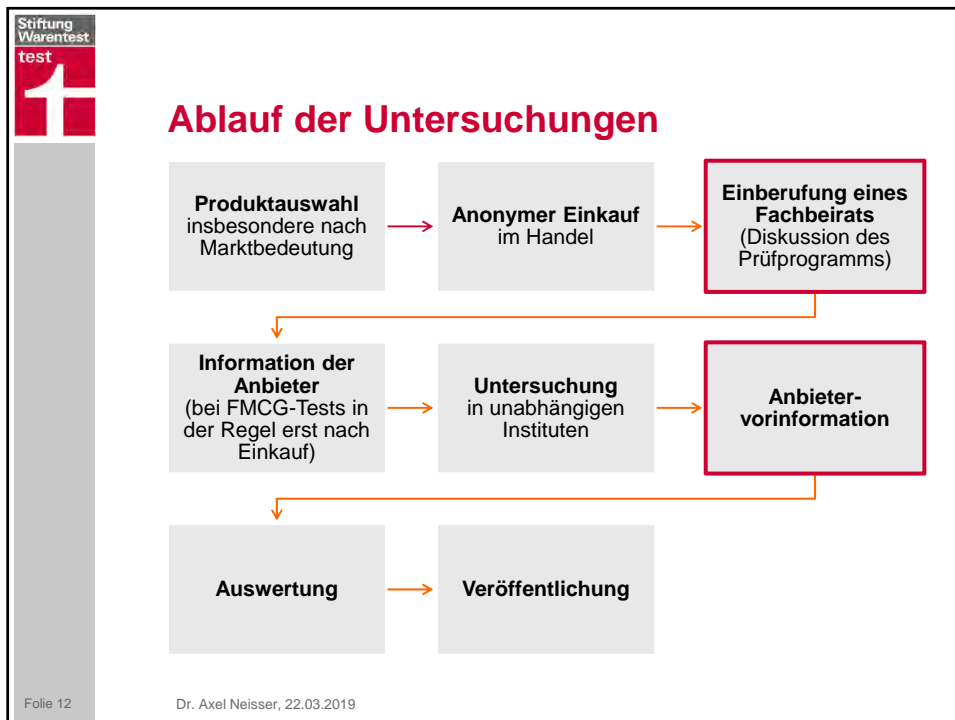 Stiftung
Warentest
test
Ablauf der Untersuchungen
Produktauswahl
insbesondere nach
Marktbedeutung
Anonymer Einkauf
im Handel
Einberufung eines
Fachbeirats
(Diskussion des
Prüfprogramms)
Information der
Anbieter
(bei FMCG-Tests in
der Regel erst nach
Einkauf)
Untersuchung
in unabhängigen
Instituten
Anbieter-
vorinformation
Auswertung
Veröffentlichung
Folie 12
Dr. Axel Neisser, 22.03.2019